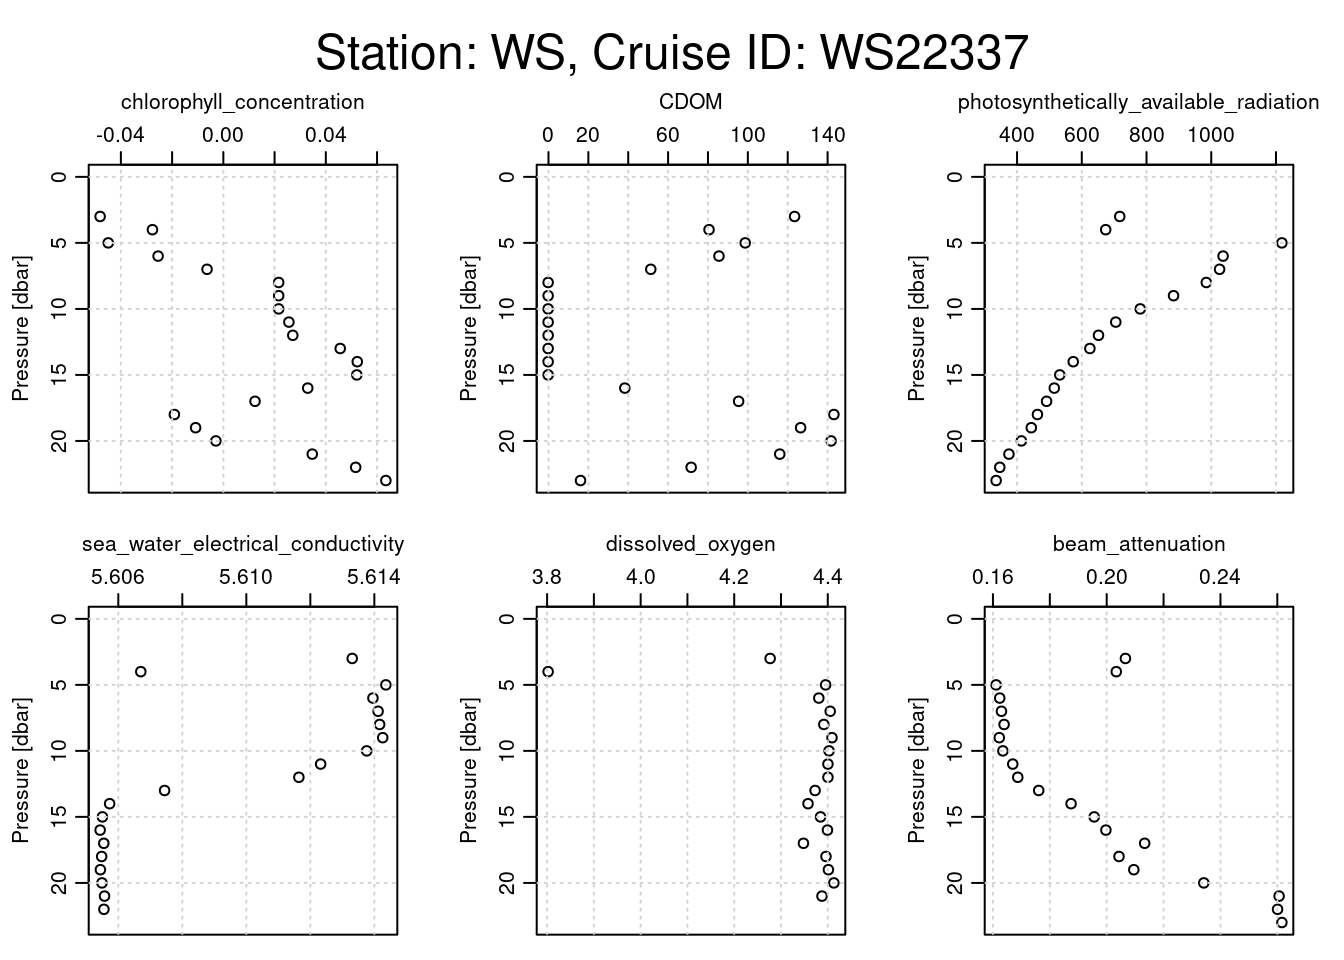 Station: WS, Cruise ID: WS22337
chlorophyll_concentration
-0.04 0.00 0.04
Pressure [dbar]
0 5 10 15 20
CDOM
0 20 60 100 140
Pressure [dbar]
0 5 10 15 20
photosynthetically_available_radiation
400 600 800 1000
Pressure [dbar]
0 5 10 15 20
sea_water_electrical_conductivity
5.606 5.610 5.614
Pressure [dbar]
0 5 10 15 20
dissolved_oxygen
3.8 4.0 4.2 4.4
Pressure [dbar]
0 5 10 15 20
beam_attenuation
0.16 0.20 0.24
Pressure [dbar]
0 5 10 15 20